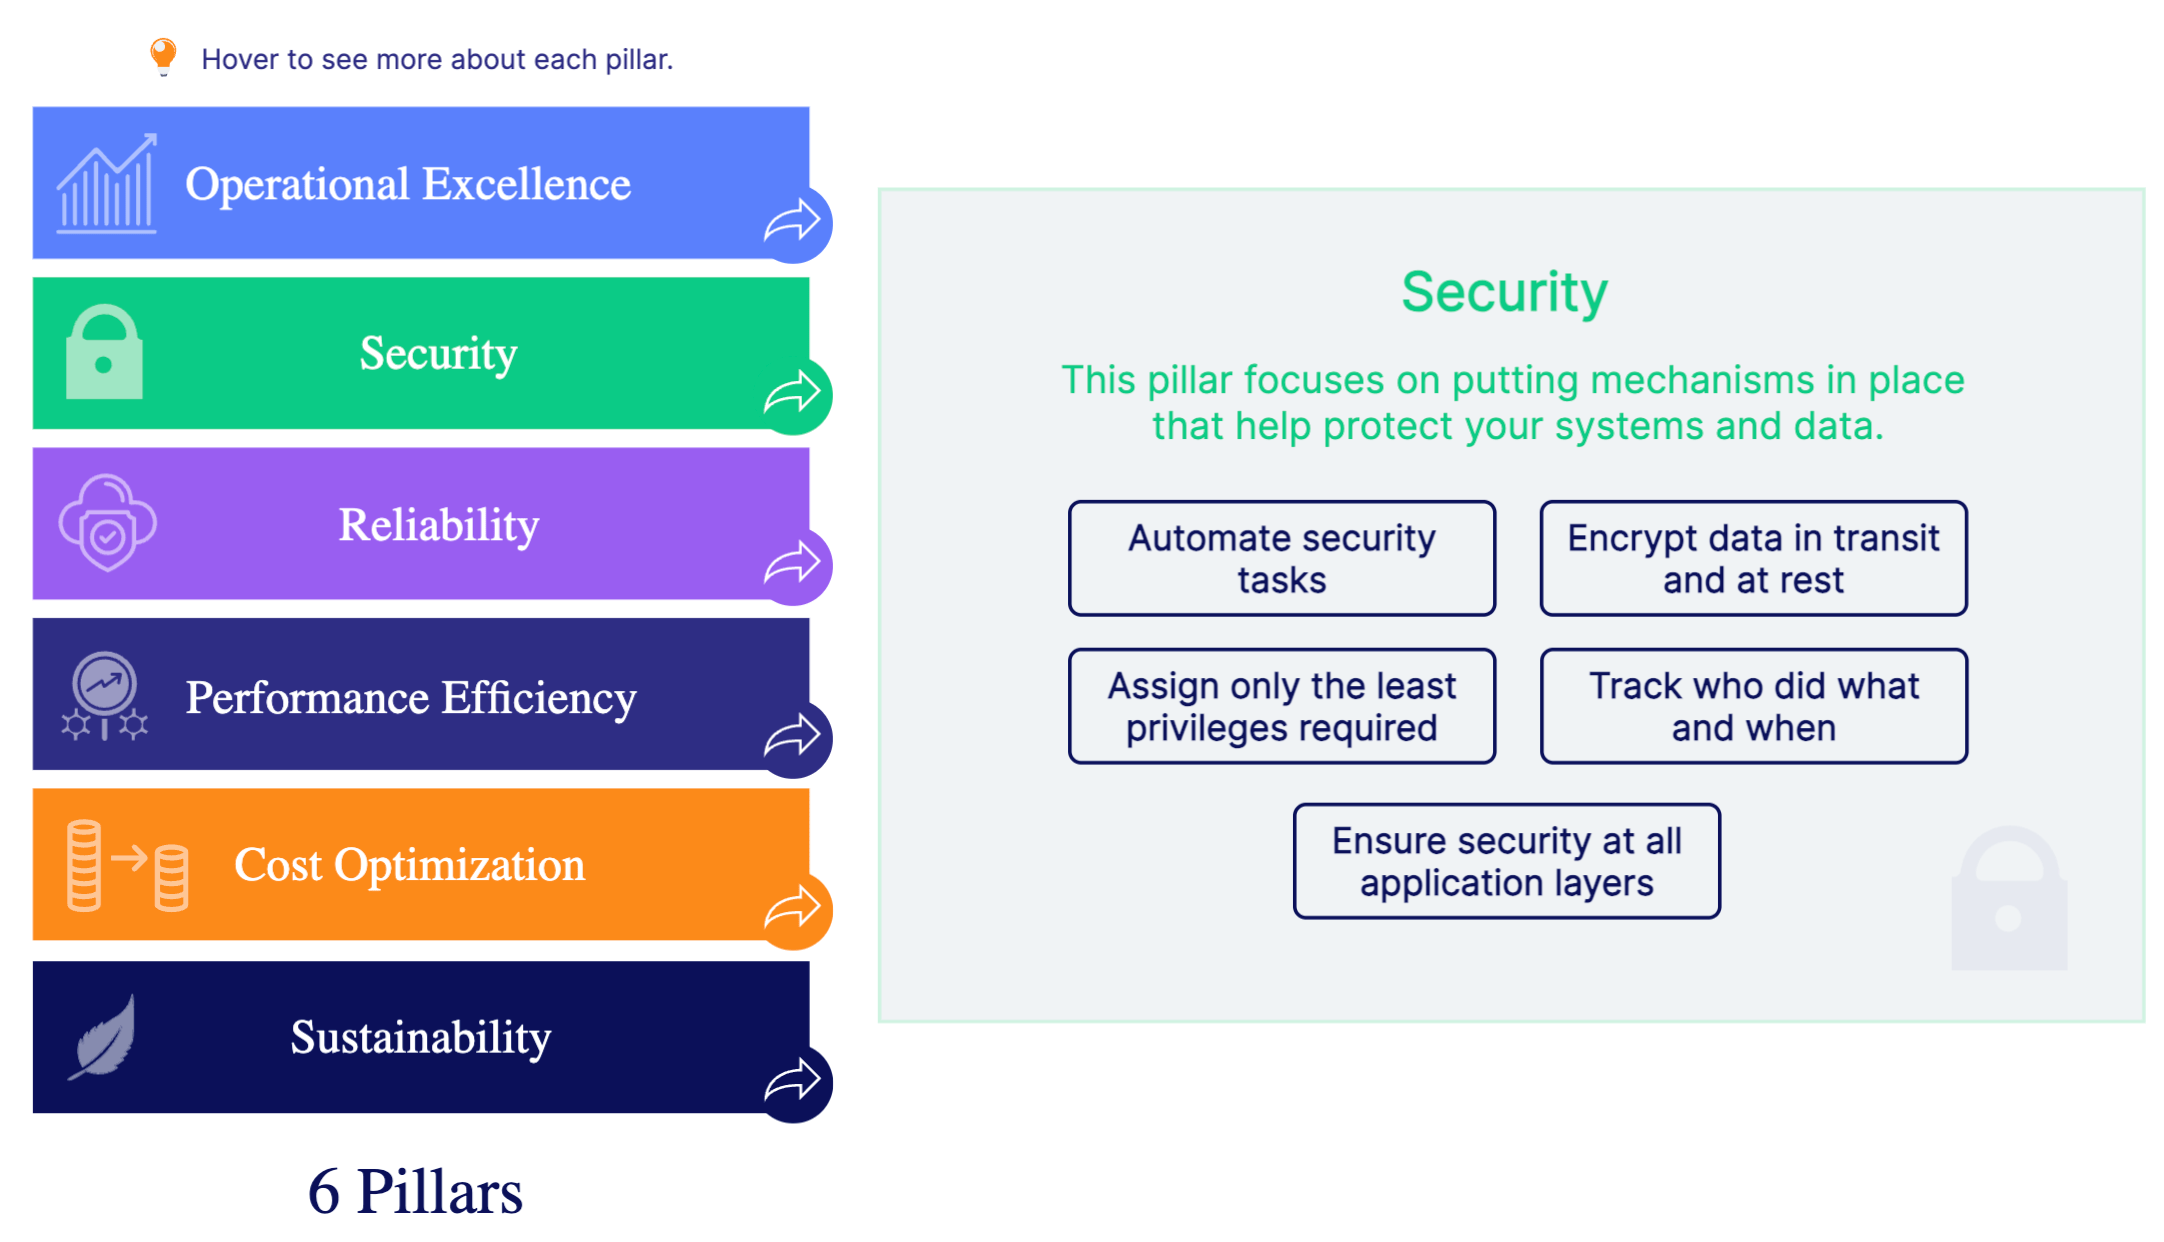 Hover to see more about each pillar.
Operational Excellence
Security
Reliability
Performance Efficiency
Cost Optimization
Sustainability
6 Pillars
Security
This pillar focuses on putting mechanisms in place
that help protect your systems and data.
Automate security
tasks
Encrypt data in transit
and at rest
Assign only the least
privileges required
Track who did what
and when
Ensure security at all
application layers